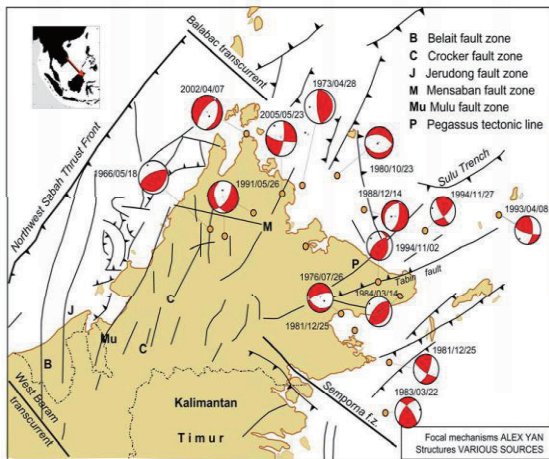 Balabac transcurrent
B Belait fault zone
C Crocker fault zone
J Jerudong fault zone
M Mensaban fault zone
Mu Mulu fault zone
P Pegassus tectonic line
Northwest Sabah Thrust Front
2002/04/07
2005/05/23
1973/04/28
1980/10/23
1966/05/18
1991/05/26
1988/12/14
Sulu Trench
1994/11/27
1993/04/08
M
1994/11/02
P
Tabin fault
1976/07/26
1984/03/14
C
J
Mu
C
1981/12/25
B
1981/12/25
Semporna f.z.
1983/03/22
West Baram
transcurrent
Kalimantan
Timur
Focal mechanisms ALEX YAN
Structures VARIOUS SOURCES